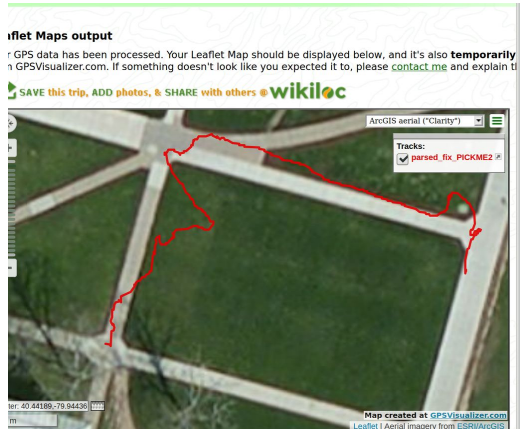 aflet Maps output
r GPS data has been processed. Your Leaflet Map should be displayed below, and it's also temporarily
n GPSVisualizer.com. If something doesn't look like you expected it to, please contact me and explain t
SAVE this trip, ADD photos, & SHARE with others @ wikiloc
ArcGIS aerial ("Clarity")
Tracks:
parsed_fix_PICKME2
ter: 40.44189,-79.94436
m
Map created at GPSVisualizer.com
Leaflet | Aerial imagery from ESRI/ArcGIS